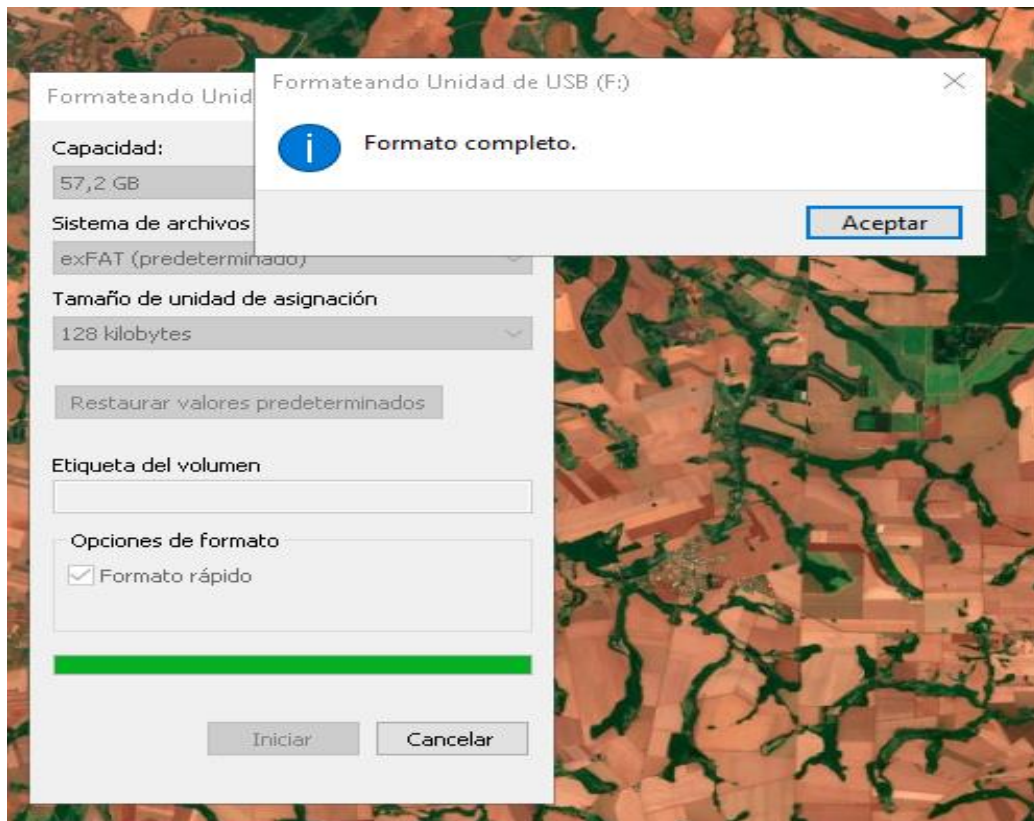 Formateando Unidad de USB (F:)
Formato completo.
Aceptar
Formateando Unid
Capacidad:
57,2 GB
Sistema de archivos
exFAT (predeterminado)
Tamaño de unidad de asignación
128 kilobytes
Restaurar valores predeterminados
Etiqueta del volumen
Opciones de formato
Formato rápido
Iniciar
Cancelar